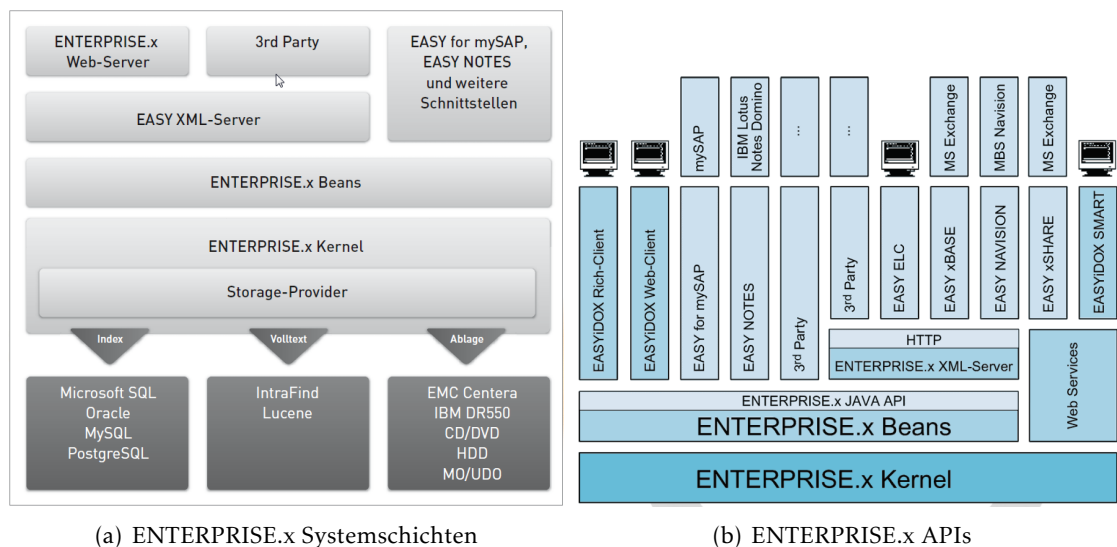 ENTERPRISE.x
Web-Server
3rd Party
EASY for mySAP,
EASY NOTES
und weitere
Schnittstellen
EASY XML-Server
ENTERPRISE.x Beans
ENTERPRISE.x Kernel
Storage-Provider
Index
Volltext
Ablage
Microsoft SQL
Oracle
MySQL
PostgreSQL
IntraFind
Lucene
EMC Centera
IBM DR550
CD/DVD
HDD
MO/UDO
(a) ENTERPRISE.x Systemschichten
mySAP
IBM Lotus
Notes Domino
...
...
MS Exchange
MBS Navision
MS Exchange
EASYiDOX Rich-Client
EASYiDOX Web-Client
EASY for mySAP
EASY NOTES
3rd Party
3rd Party
EASY ELC
EASY xBASE
EASY NAVISION
EASY xSHARE
EASYiDOX SMART
HTTP
ENTERPRISE.x XML-Server
Web Services
ENTERPRISE.x JAVA API
ENTERPRISE.x Beans
ENTERPRISE.x Kernel
(b) ENTERPRISE.x APIs